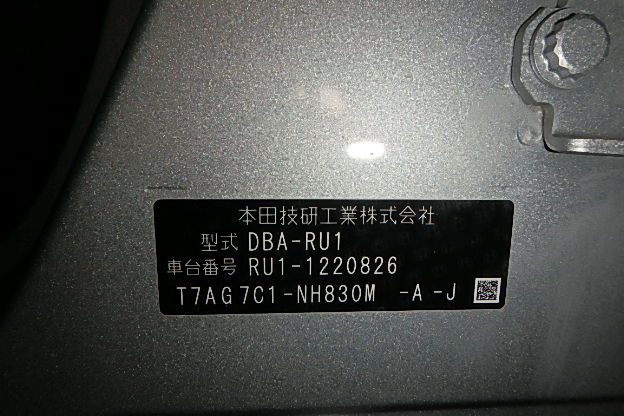 本田技研工業株式会社
型式 DBA-RU1
車台番号 RU1-1220826
T7AG7C1-NH830M -A-J